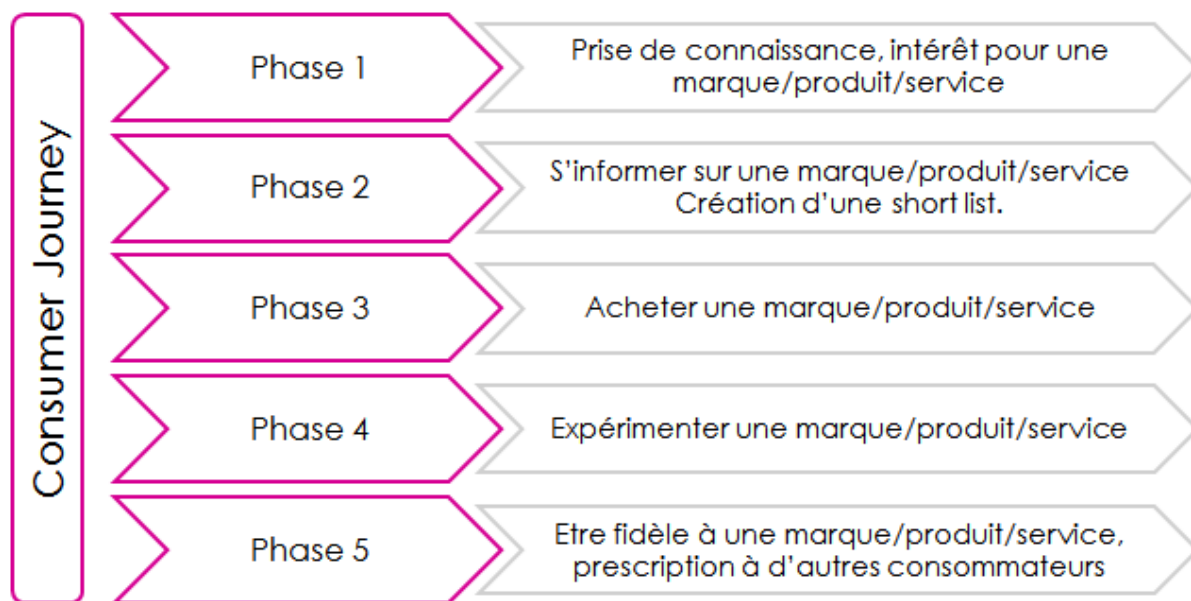 Consumer Journey
Phase 1
Prise de connaissance, intérêt pour une
marque/produit/service
Phase 2
S'informer sur une marque/produit/service
Création d'une short list.
Phase 3
Acheter une marque/produit/service
Phase 4
Expérimenter une marque/produit/service
Phase 5
Etre fidèle à une marque/produit/service,
prescription à d'autres consommateurs